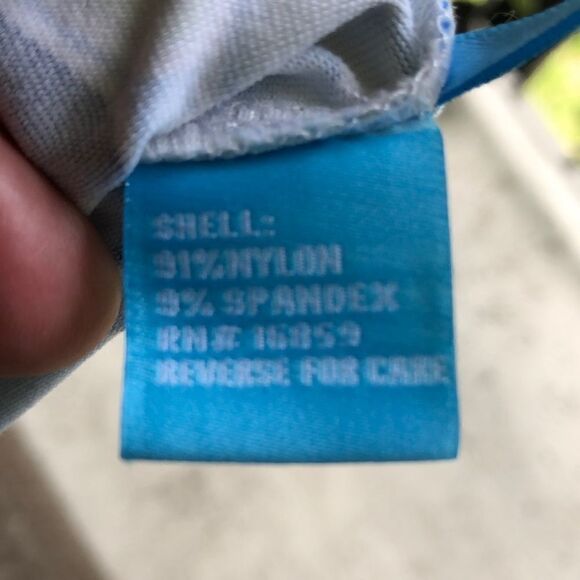 SHELL:
91%NYLON
9% SPANDEX
RN# 16859
REVERSE FOR CARE